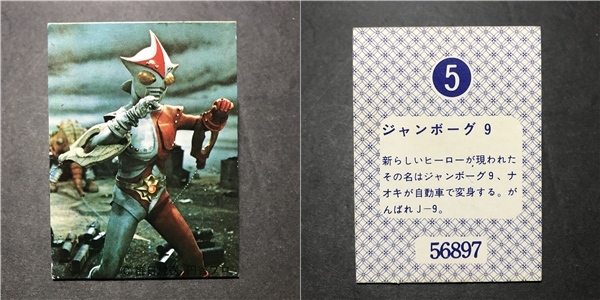 5
ジャンボーグ 9
新らしいヒーローが現われた
その名はジャンボーグ9、ナ
オキが自動車で変身する。が
んばれJ-9。
56897